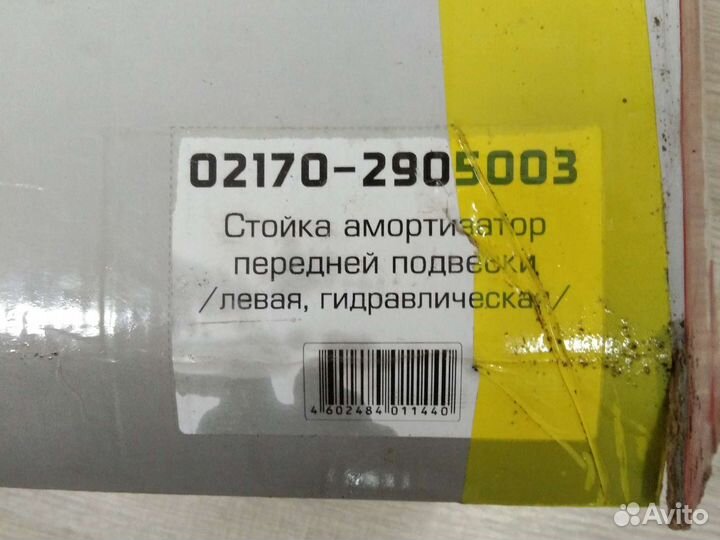 02170-2905003
Стойка амортизатор
передней подвески
/левая, гидравлическая/
4602484011440
Avito